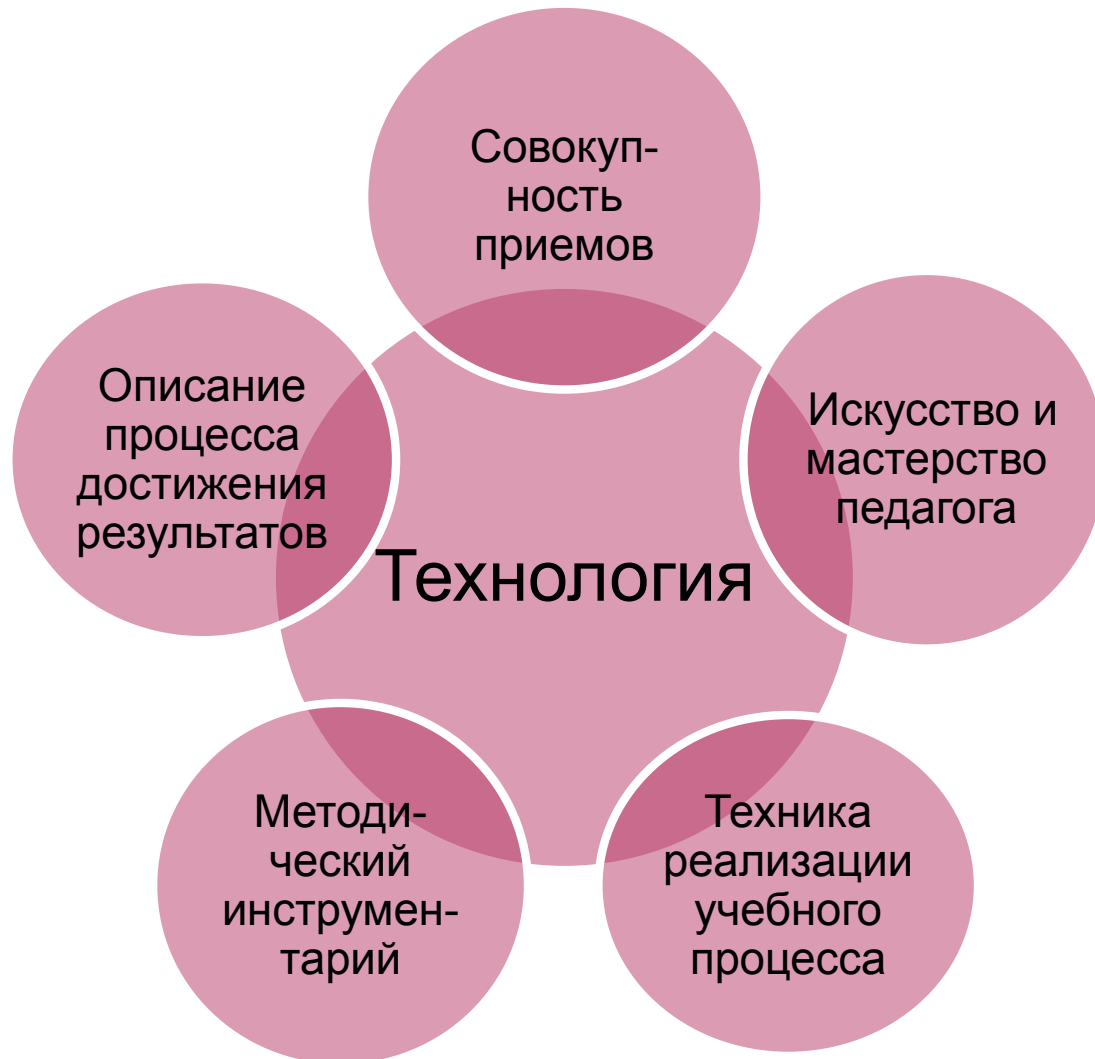 Совокуп-
ность
приемов
Описание
процесса
достижения
результатов
Искусство и
мастерство
педагога
Технология
Методи-
ческий
инструмен-
тарий
Техника
реализации
учебного
процесса